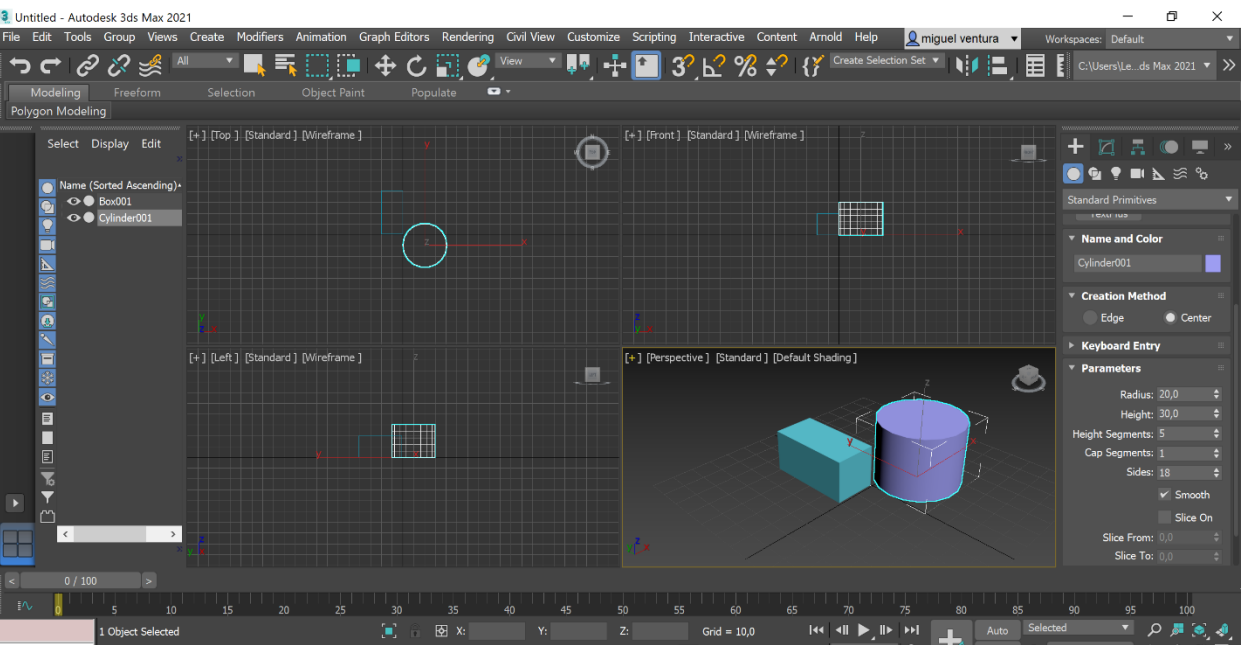 3 Untitled - Autodesk 3ds Max 2021
File Edit Tools Group Views Create Modifiers Animation Graph Editors Rendering Civil View Customize Scripting Interactive Content Arnold Help miguel ventura Workspaces: Default
All View Create Selection Set C:\Users\Le...ds Max 2021
Modeling Freeform Selection Object Paint Populate
Polygon Modeling
Select Display Edit
Name (Sorted Ascending)
Box001
Cylinder001
[+] [Top ] [Standard ] [Wireframe ]
y
z x
y
z x
[+] [Front ] [Standard ] [Wireframe ]
z
x
z
y x
[+] [Left ] [Standard ] [Wireframe ]
z
y
z
y x
[+] [Perspective ] [Standard ] [Default Shading ]
z
y x
z
y x
Standard Primitives
Name and Color
Cylinder001
Creation Method
Edge Center
Keyboard Entry
Parameters
Radius: 20,0
Height: 30,0
Height Segments: 5
Cap Segments: 1
Sides: 18
Smooth
Slice On
Slice From: 0,0
Slice To: 0,0
< 0 / 100 >
0 5 10 15 20 25 30 35 40 45 50 55 60 65 70 75 80 85 90 95 100
1 Object Selected X: Y: Z: Grid = 10,0 Auto Selected